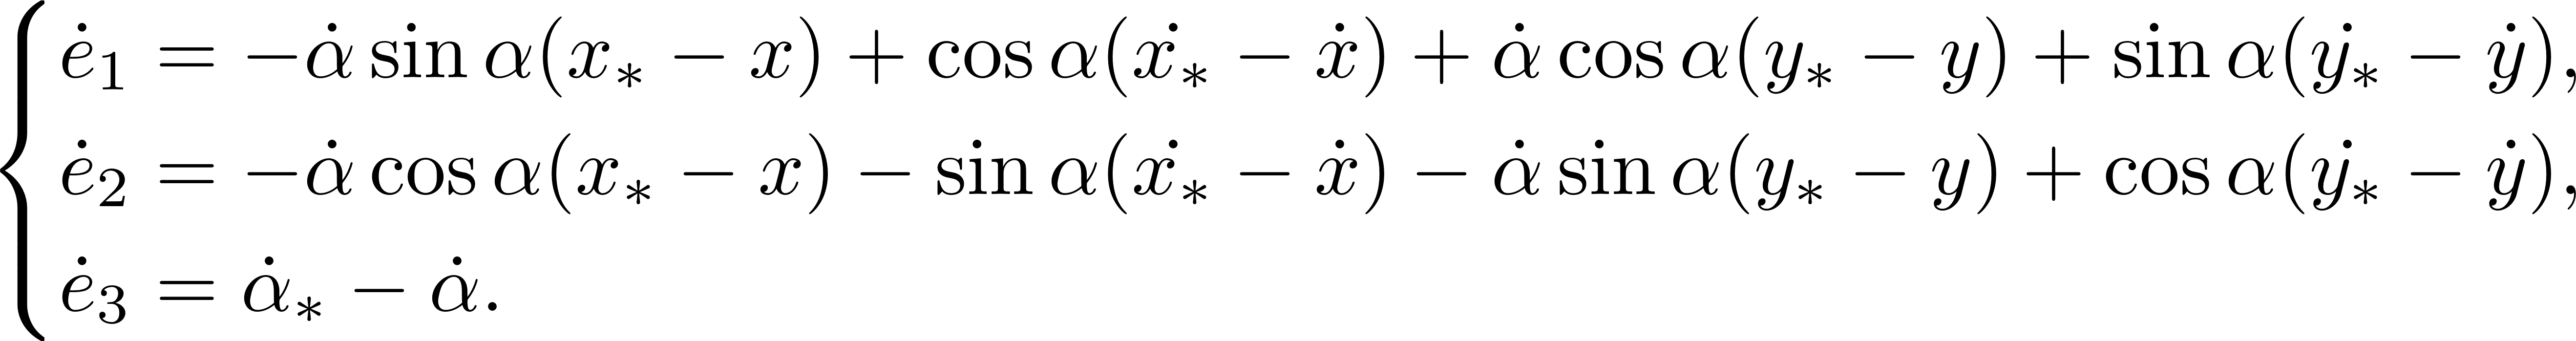 ė₁ = −α̇ sin α(x∗ − x) + cos α(ẋ∗ − ẋ) + α̇ cos α(y∗ − y) + sin α(ẏ∗ − ẏ),
ė₂ = −α̇ cos α(x∗ − x) − sin α(ẋ∗ − ẋ) − α̇ sin α(y∗ − y) + cos α(ẏ∗ − ẏ),
ė₃ = α̇∗ − α̇.